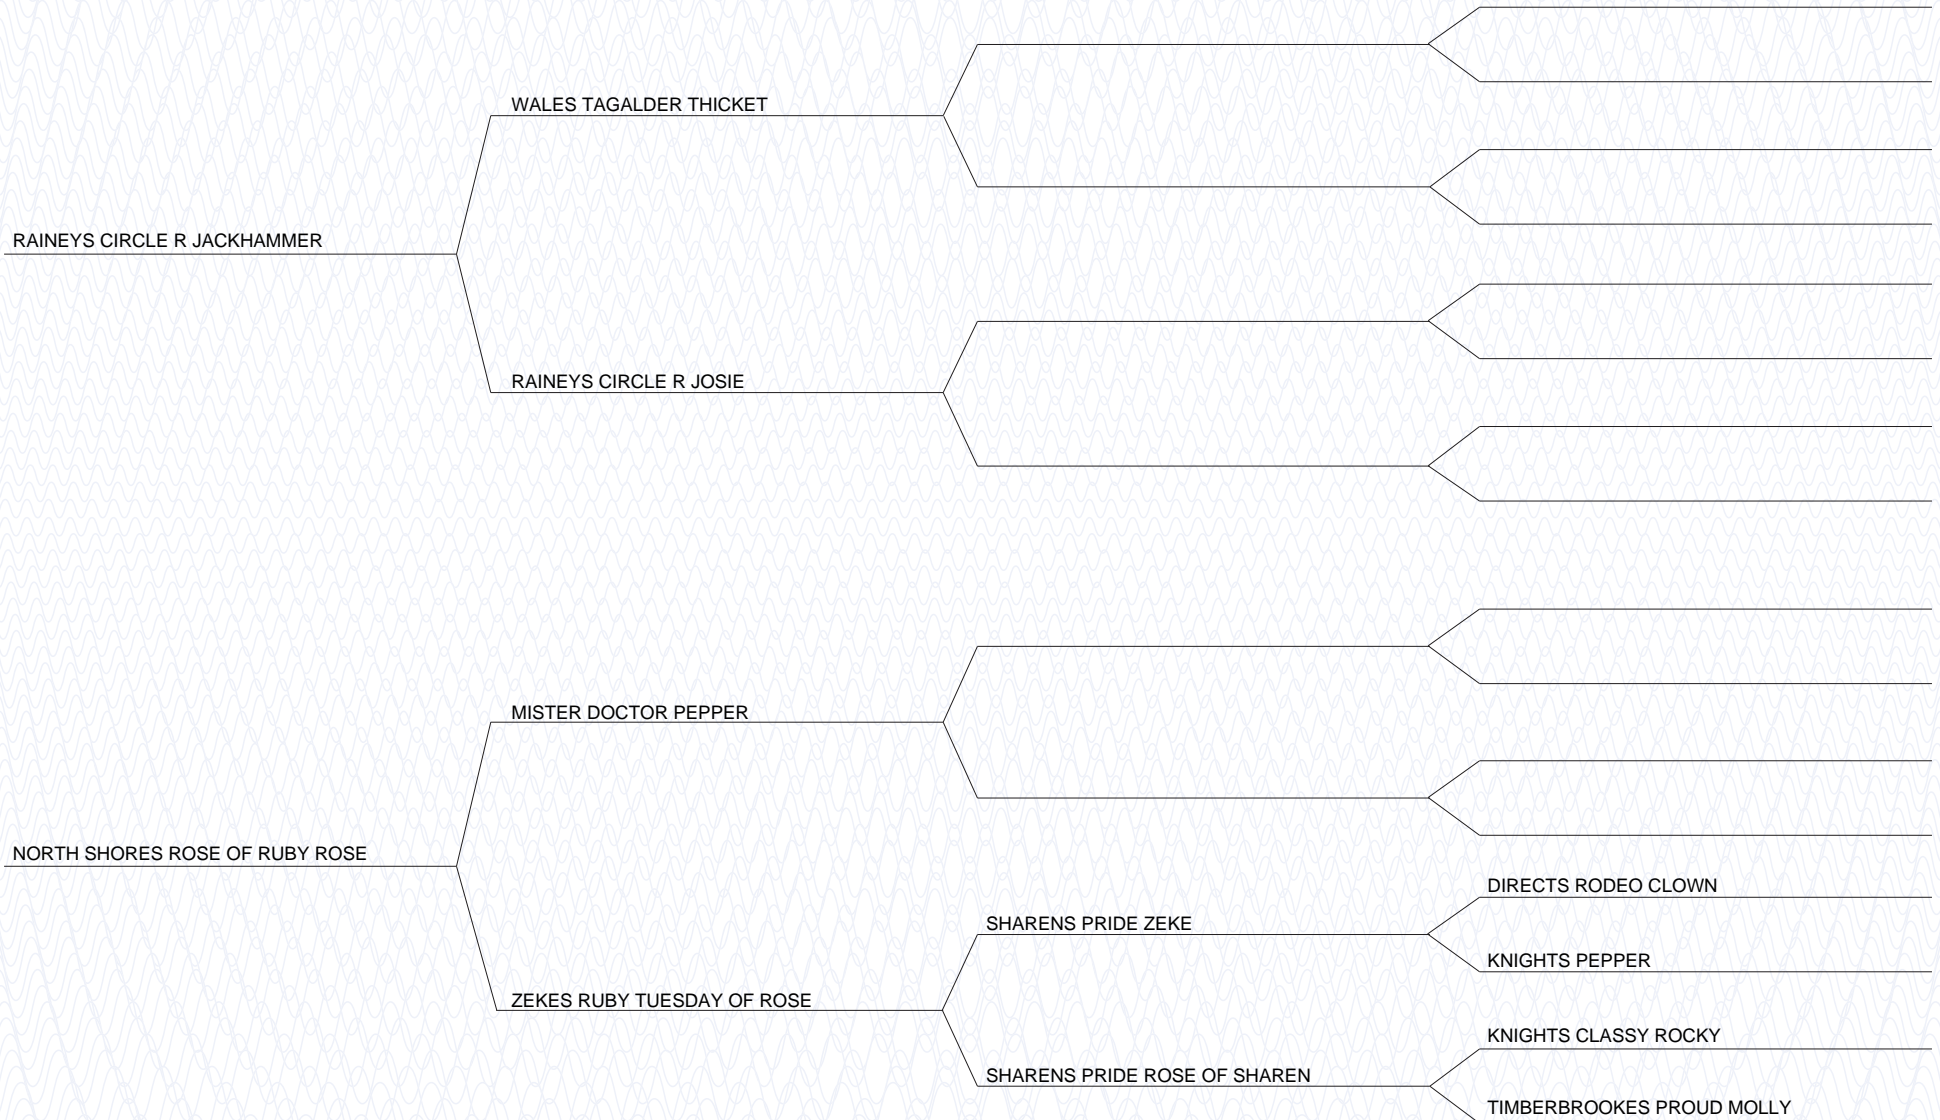 WALES TAGALDER THICKET
RAINEYS CIRCLE R JACKHAMMER
RAINEYS CIRCLE R JOSIE
MISTER DOCTOR PEPPER
NORTH SHORES ROSE OF RUBY ROSE
DIRECTS RODEO CLOWN
SHARENS PRIDE ZEKE
KNIGHTS PEPPER
ZEKES RUBY TUESDAY OF ROSE
KNIGHTS CLASSY ROCKY
SHARENS PRIDE ROSE OF SHAREN
TIMBERBROOKES PROUD MOLLY